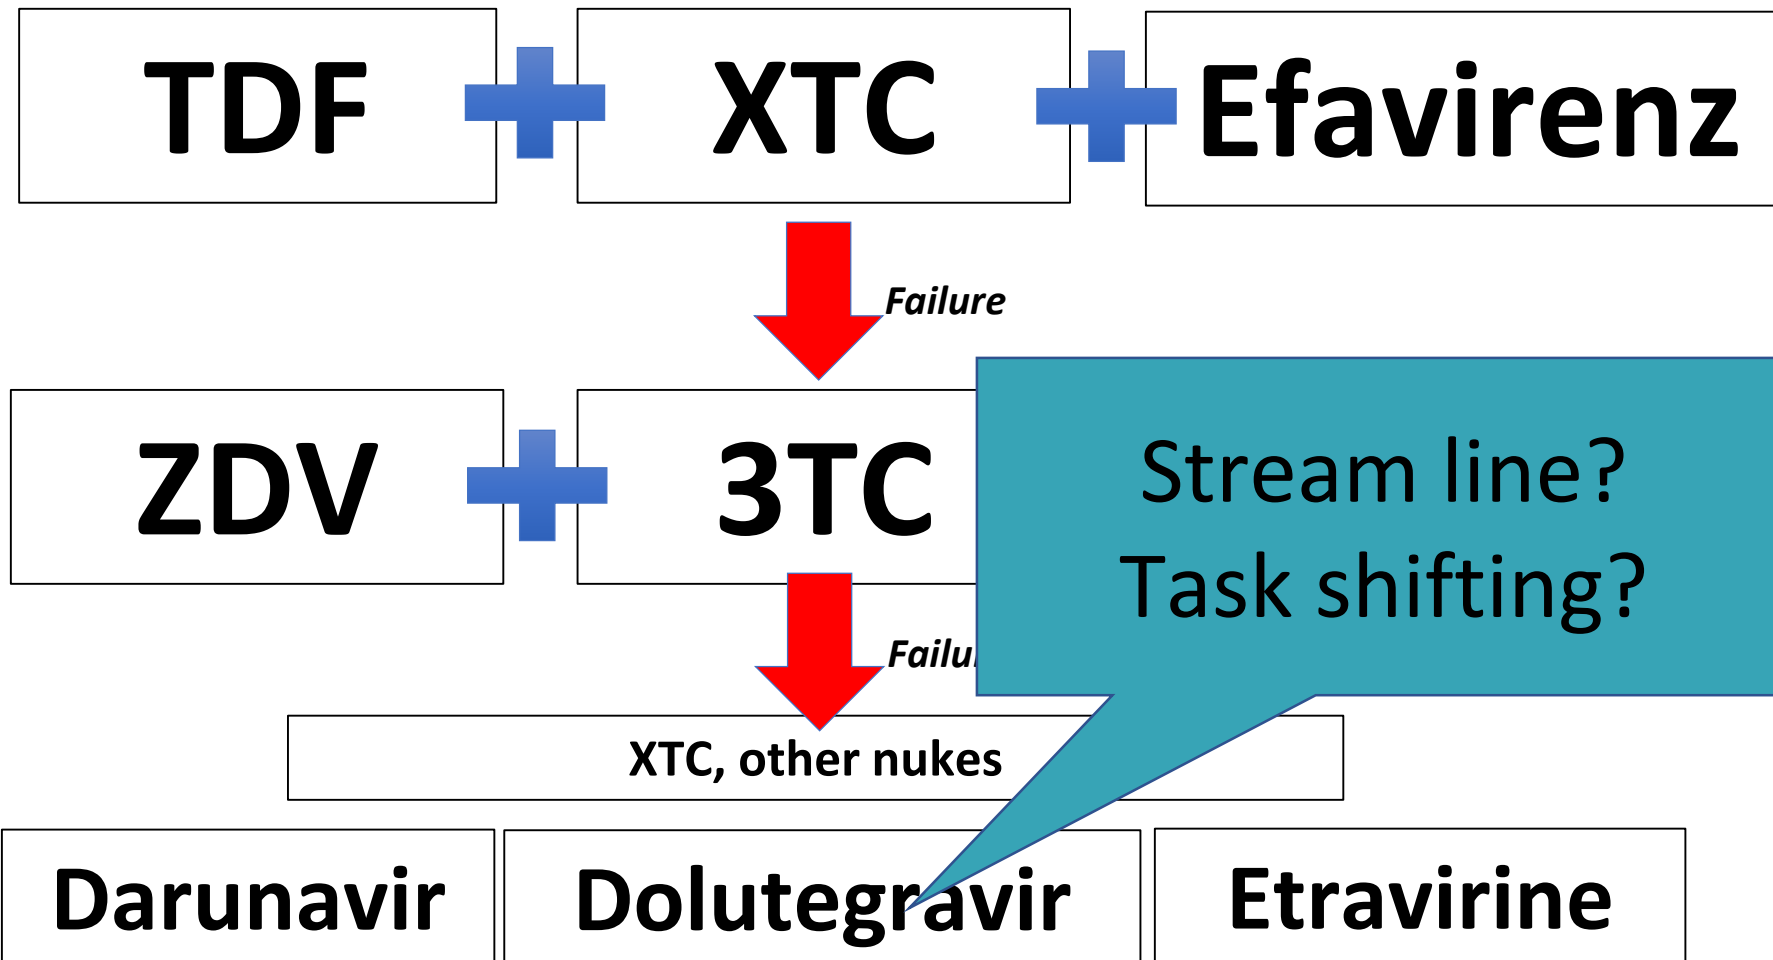 TDF XTC Efavirenz
Failure
ZDV 3TC
Stream line?
Task shifting?
XTC, other nukes
Darunavir Dolutegravir Etravirine